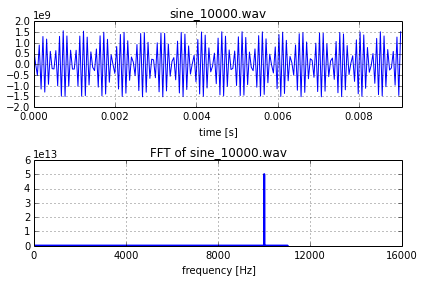 sine_10000.wav
1e9
2.0
1.5
1.0
0.5
0.0
−0.5
−1.0
−1.5
−2.0
0.000 0.002 0.004 0.006 0.008
time [s]
FFT of sine_10000.wav
1e13
6
5
4
3
2
1
0
0 4000 8000 12000 16000
frequency [Hz]